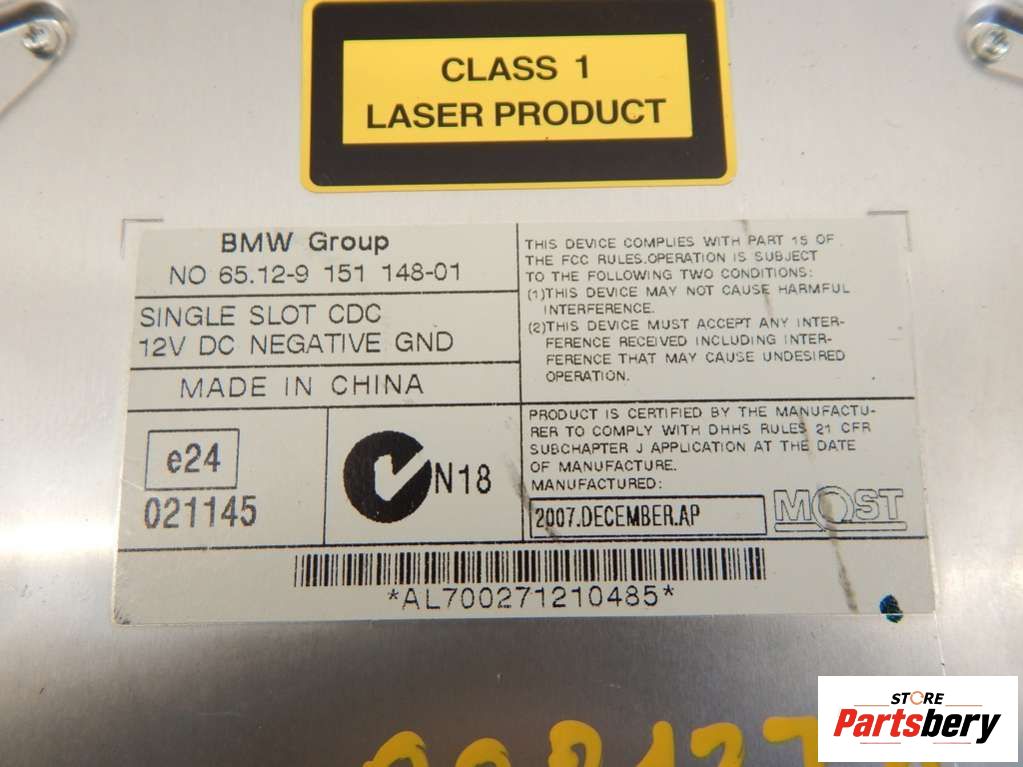 CLASS 1
LASER PRODUCT
BMW Group
NO 65.12-9 151 148-01
SINGLE SLOT CDC
12V DC NEGATIVE GND
MADE IN CHINA
e24
021145
N18
THIS DEVICE COMPLIES WITH PART 15 OF
THE FCC RULES.OPERATION IS SUBJECT
TO THE FOLLOWING TWO CONDITIONS:
(1)THIS DEVICE MAY NOT CAUSE HARMFUL
INTERFERENCE.
(2)THIS DEVICE MUST ACCEPT ANY INTER-
FERENCE RECEIVED INCLUDING INTER-
FERENCE THAT MAY CAUSE UNDESIRED
OPERATION.
PRODUCT IS CERTIFIED BY THE MANUFACTU-
RER TO COMPLY WITH DHHS RULES 21 CFR
SUBCHAPTER J APPLICATION AT THE DATE
OF MANUFACTURE.
MANUFACTURED:
2007.DECEMBER.AP
MOST
*AL700271210485*
STORE
Partsbery